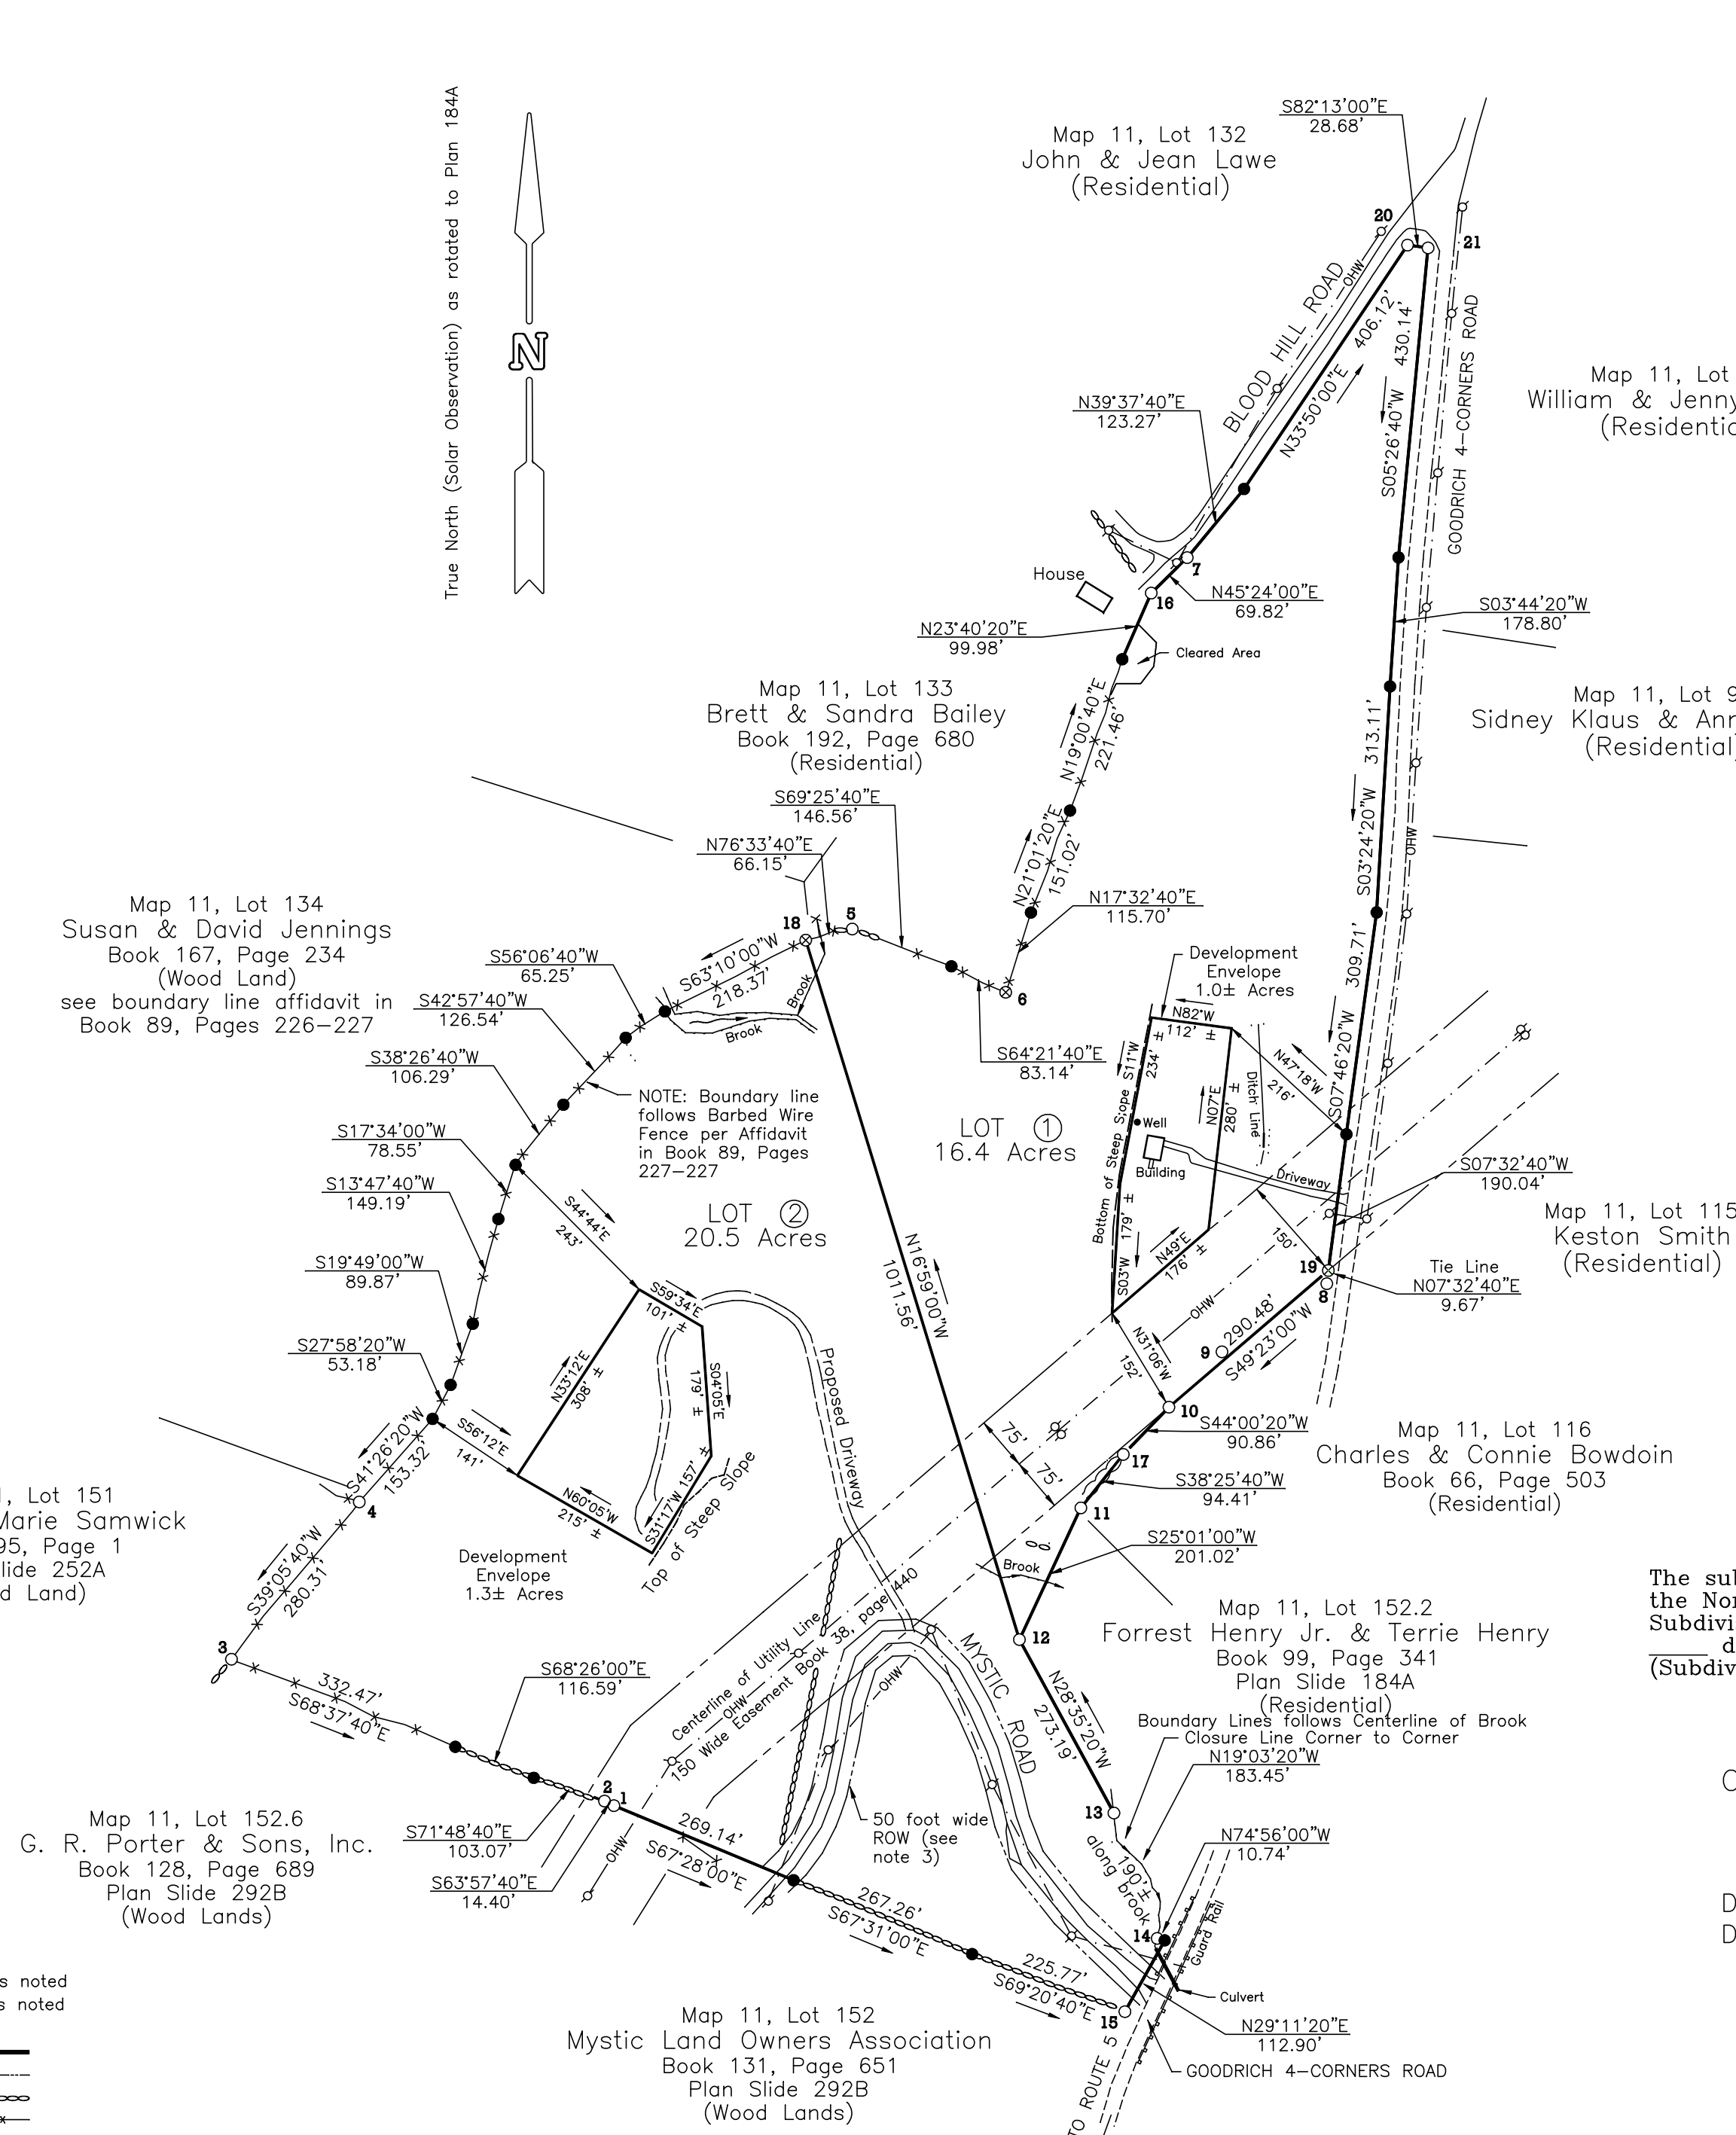 True North (Solar Observation) as rotated to Plan 184A
N
S82°13'00"E
28.68'
Map 11, Lot 132
John & Jean Lawe
(Residential)
20
21
BLOOD HILL ROAD
OHW
406.12'
N33°50'00"E
430.14'
S05°26'40"W
GOODRICH 4-CORNERS ROAD
Map 11, Lot
William & Jenny
N39°37'40"E
123.27'
7
House
16
N45°24'00"E
69.82'
N23°40'20"E
99.98'
Cleared Area
S03°44'20"W
178.80'
Map 11, Lot 133
Brett & Sandra Bailey
Book 192, Page 680
(Residential)
N19°00'40"E
221.46'
313.11'
S03°24'20"W
Sidney Klaus &
(Residential)
S69°25'40"E
146.56'
N76°33'40"E
66.15'
N21°01'20"E
151.02'
OHW
N17°32'40"E
115.70'
Map 11, Lot 134
Susan & David Jennings
Book 167, Page 234
(Wood Land)
see boundary line affidavit in
Book 89, Pages 226-227
18
5
S63°10'00"W
218.37'
Brook
Brook
6
S56°06'40"W
65.25'
S42°57'40"W
126.54'
S38°26'40"W
106.29'
S64°21'40"E
83.14'
Development
Envelope
1.0± Acres
N82°W
112' ±
S11°W
234' ±
N07°E
280' ±
Ditch Line
N47°18'W
216'
309.71'
S07°46'20"W
NOTE: Boundary line
follows Barbed Wire
Fence per Affidavit
in Book 89, Pages
227-227
LOT 1
16.4 Acres
Well
Building
Driveway
Bottom of Steep Slope
S03°W
179' ±
N49°E
176' ±
150'
S07°32'40"W
190.04'
S17°34'00"W
78.55'
S13°47'40"W
149.19'
S44°44'E
243'
LOT 2
20.5 Acres
N16°59'00"W
1011.56'
Map 11, Lot 115
Keston Smith
(Residential)
S19°49'00"W
89.87'
S27°58'20"W
53.18'
S59°34'E
101' ±
N33°12'E
308' ±
S04°05'E
179' ±
Proposed Driveway
19
8
Tie Line
N07°32'40"E
9.67'
OHW
9
290.48'
S49°23'00"W
N31°06'W
152'
10
S44°00'20"W
90.86'
S56°12'E
141'
S41°26'20"W
153.32'
4
N60°05'W
215' ±
S31°17'W 157' ±
Top of Steep Slope
75'
75'
17
Map 11, Lot 116
Charles & Connie Bowdoin
Book 66, Page 503
(Residential)
S38°25'40"W
94.41'
11
S25°01'00"W
201.02'
Brook
Lot 151
Marie Samwick
Page 1
252A
Land)
Development
Envelope
1.3± Acres
S39°05'40"W
280.31'
3
12
Map 11, Lot 152.2
Forrest Henry Jr. & Terrie Henry
Book 99, Page 341
Plan Slide 184A
(Residential)
The
the
(Subdiv
Centerline of Utility Line
OHW
150 Wide Easement Book 38, page 440
OHW
MYSTIC ROAD
332.47'
S68°37'40"E
S68°26'00"E
116.59'
N28°35'20"W
273.19'
Boundary Lines follows Centerline of Brook
Closure Line Corner to Corner
N19°03'20"W
183.45'
2
1
13
Map 11, Lot 152.6
G. R. Porter & Sons, Inc.
Book 128, Page 689
Plan Slide 292B
(Wood Lands)
S71°48'40"E
103.07'
S63°57'40"E
14.40'
OHW
269.14'
S67°28'00"E
50 foot wide
ROW (see
note 3)
190'±
along brook
N74°56'00"W
10.74'
14
Guard Rail
267.26'
S67°31'00"E
225.77'
S69°20'40"E
15
Culvert
s noted
s noted
Map 11, Lot 152
Mystic Land Owners Association
Book 131, Page 651
Plan Slide 292B
(Wood Lands)
N29°11'20"E
112.90'
GOODRICH 4-CORNERS ROAD
TO ROUTE 5